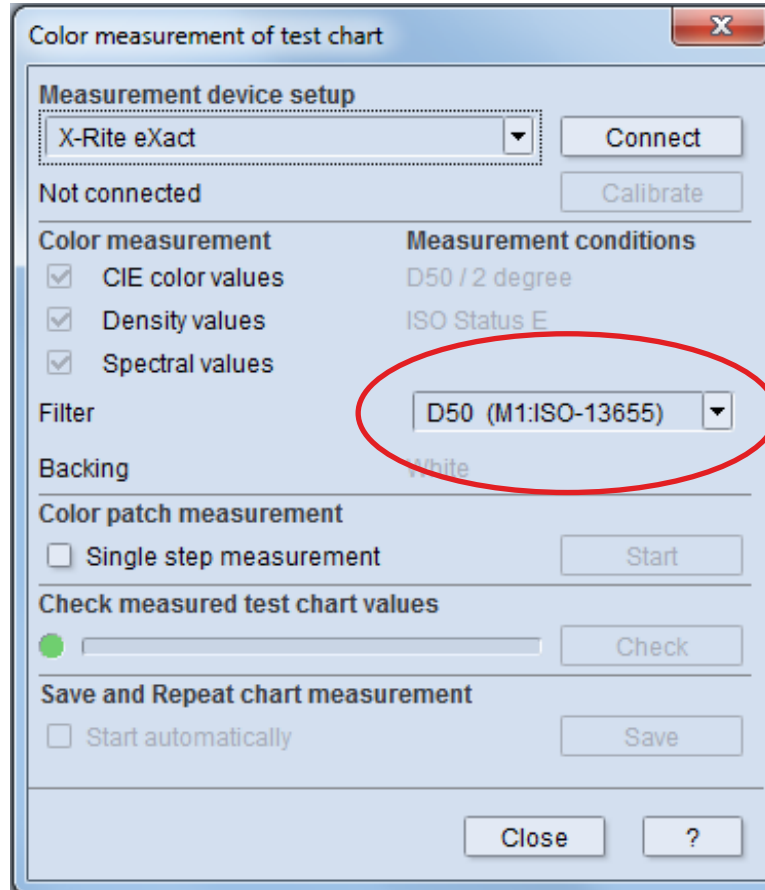 Color measurement of test chart
Measurement device setup
X-Rite eXact Connect
Not connected Calibrate
Color measurement Measurement conditions
CIE color values D50 / 2 degree
Density values ISO Status E
Spectral values
Filter D50 (M1:ISO-13655)
Backing White
Color patch measurement
Single step measurement Start
Check measured test chart values
Check
Save and Repeat chart measurement
Start automatically Save
Close ?